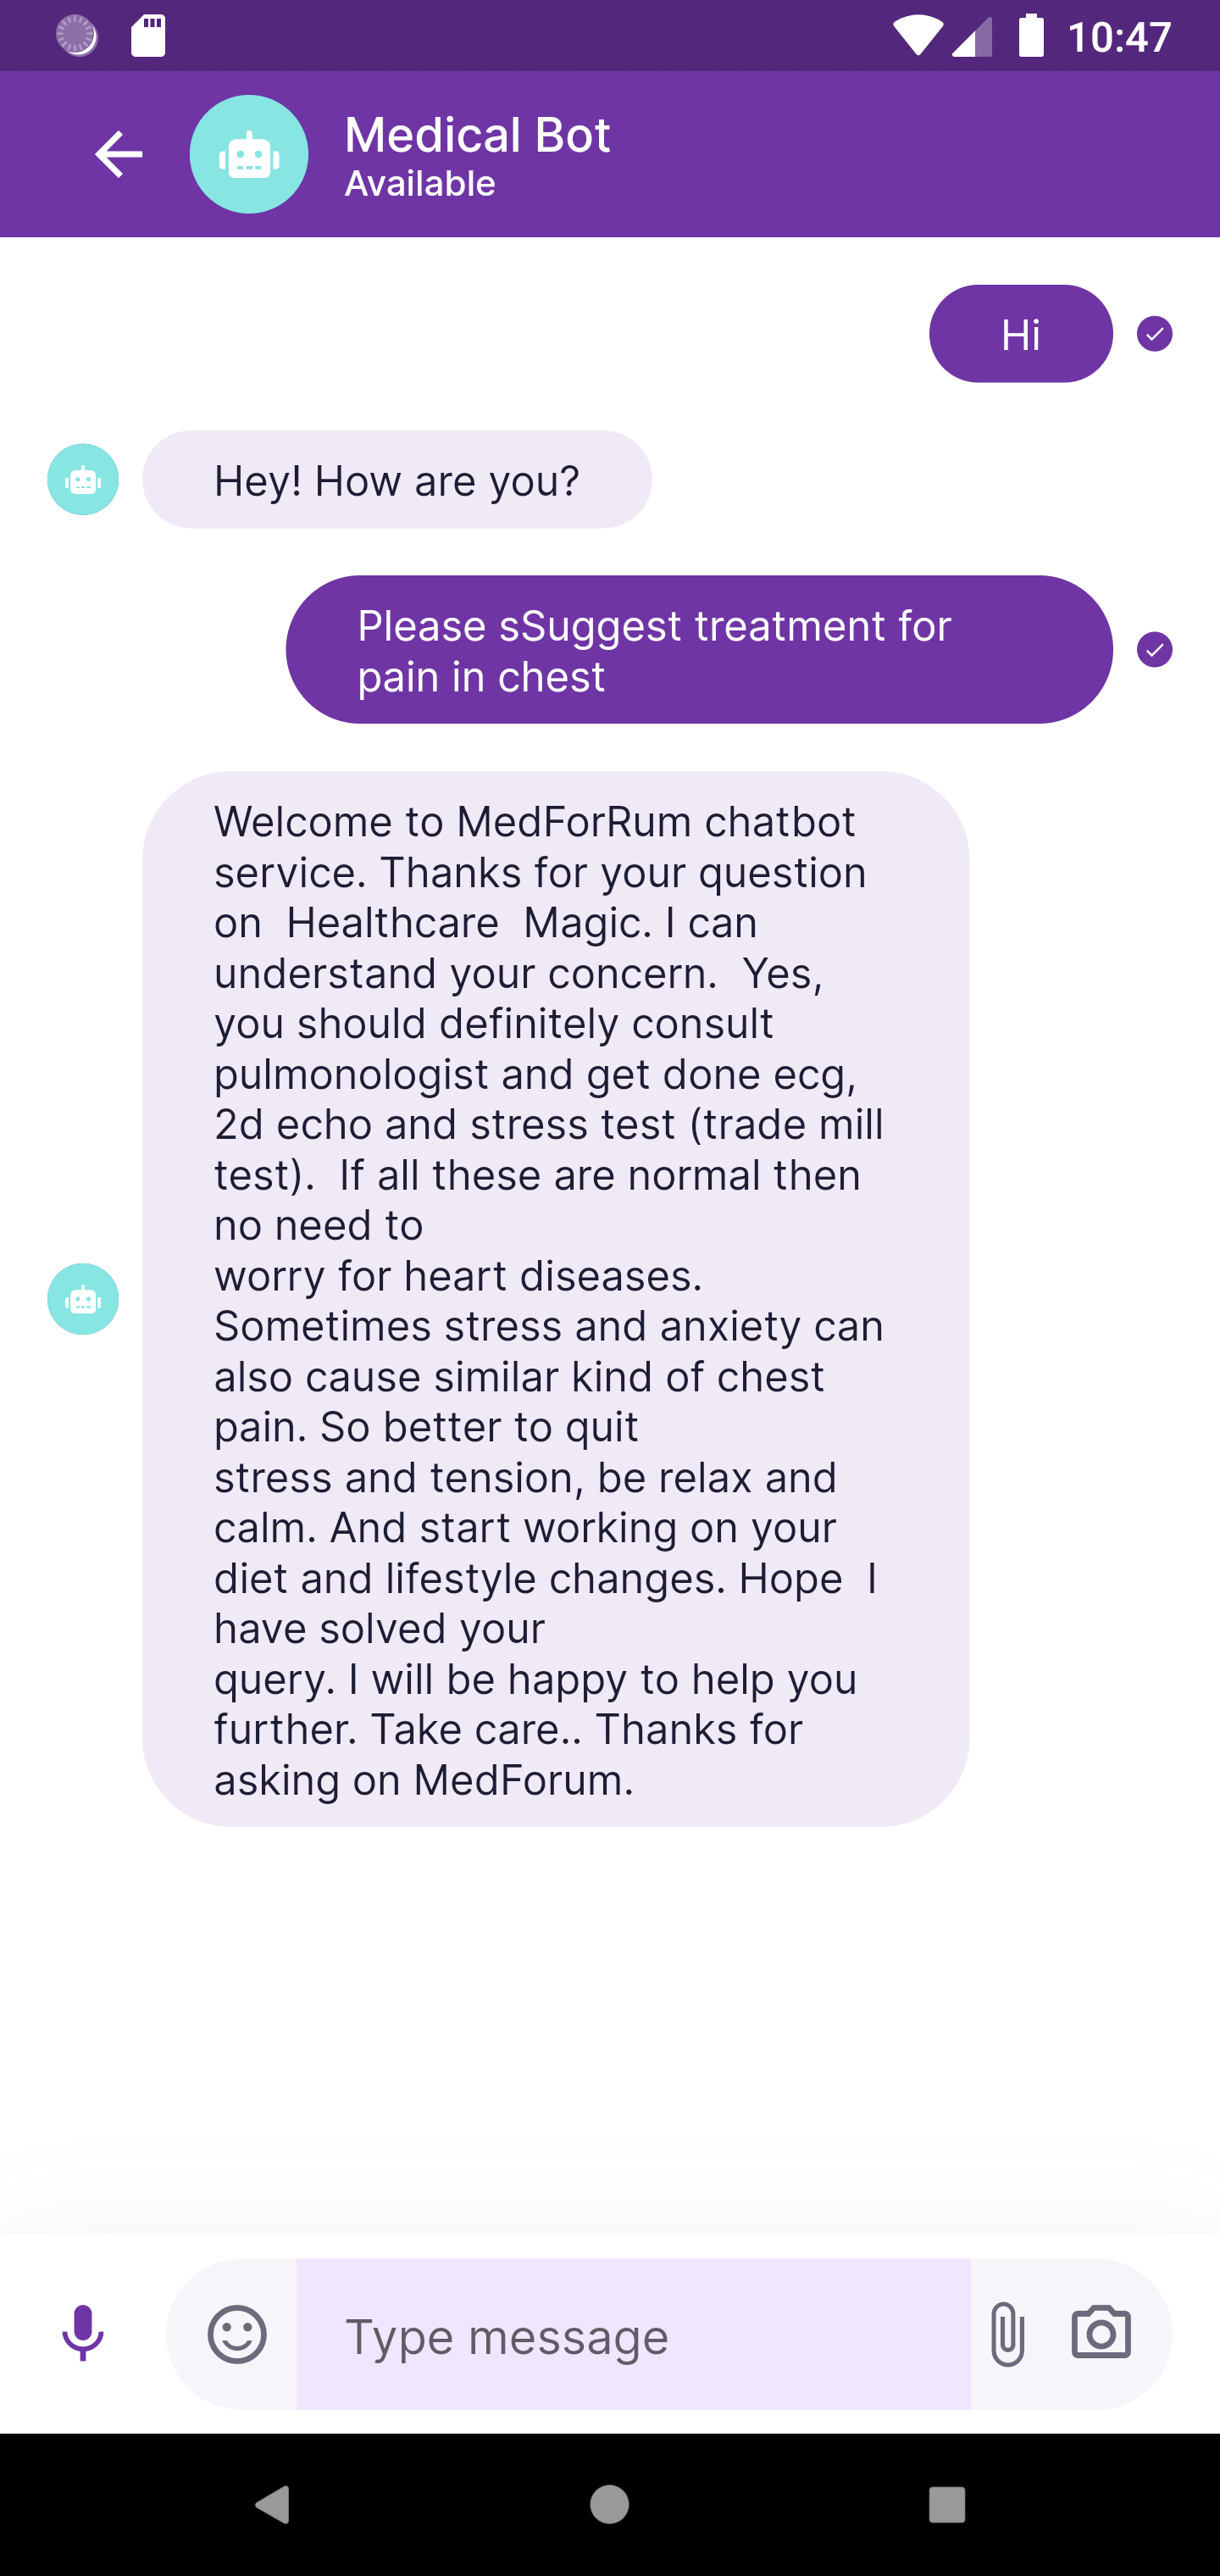 10:47
Medical Bot
Available
Hi
Hey! How are you?
Please sSuggest treatment for
pain in chest
Welcome to MedForRum chatbot
service. Thanks for your question
on  Healthcare  Magic. I can
understand your concern.  Yes,
you should definitely consult
pulmonologist and get done ecg,
2d echo and stress test (trade mill
test).  If all these are normal then
no need to
worry for heart diseases.
Sometimes stress and anxiety can
also cause similar kind of chest
pain. So better to quit
stress and tension, be relax and
calm. And start working on your
diet and lifestyle changes. Hope  I
have solved your
query. I will be happy to help you
further. Take care.. Thanks for
asking on MedForum.
Type message